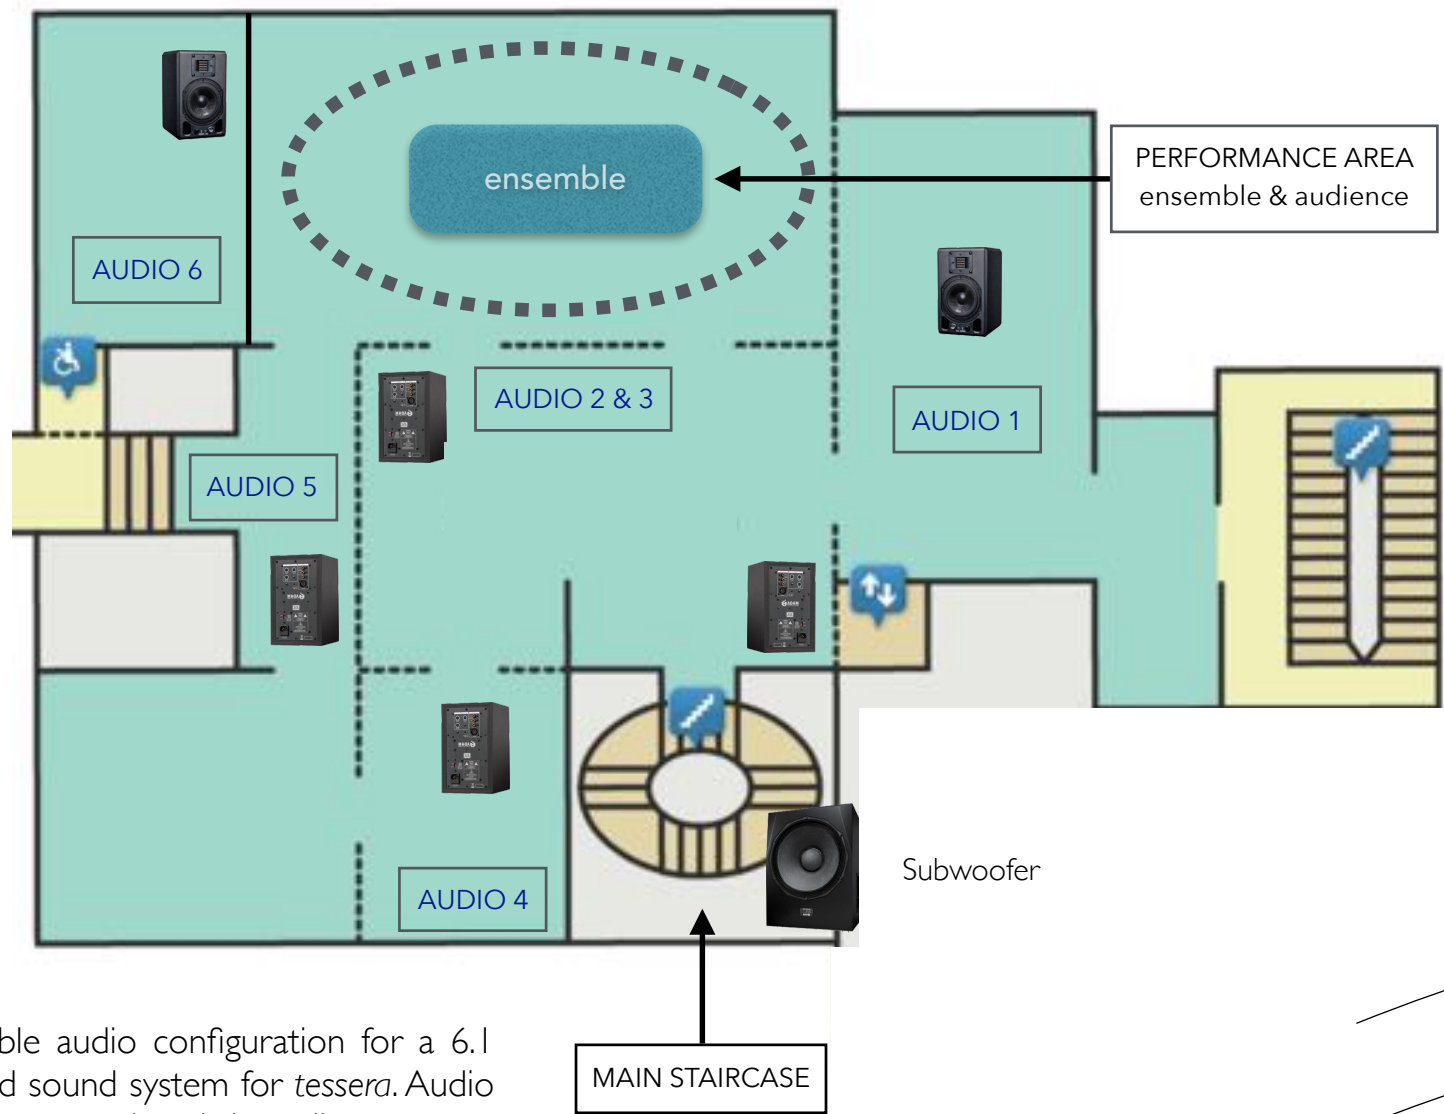 ensemble
PERFORMANCE AREA
ensemble & audience
AUDIO 6
AUDIO 2 & 3
AUDIO 1
AUDIO 5
AUDIO 4
Subwoofer
MAIN STAIRCASE
audio configuration for a 6.1
sound system for tessera. Audio